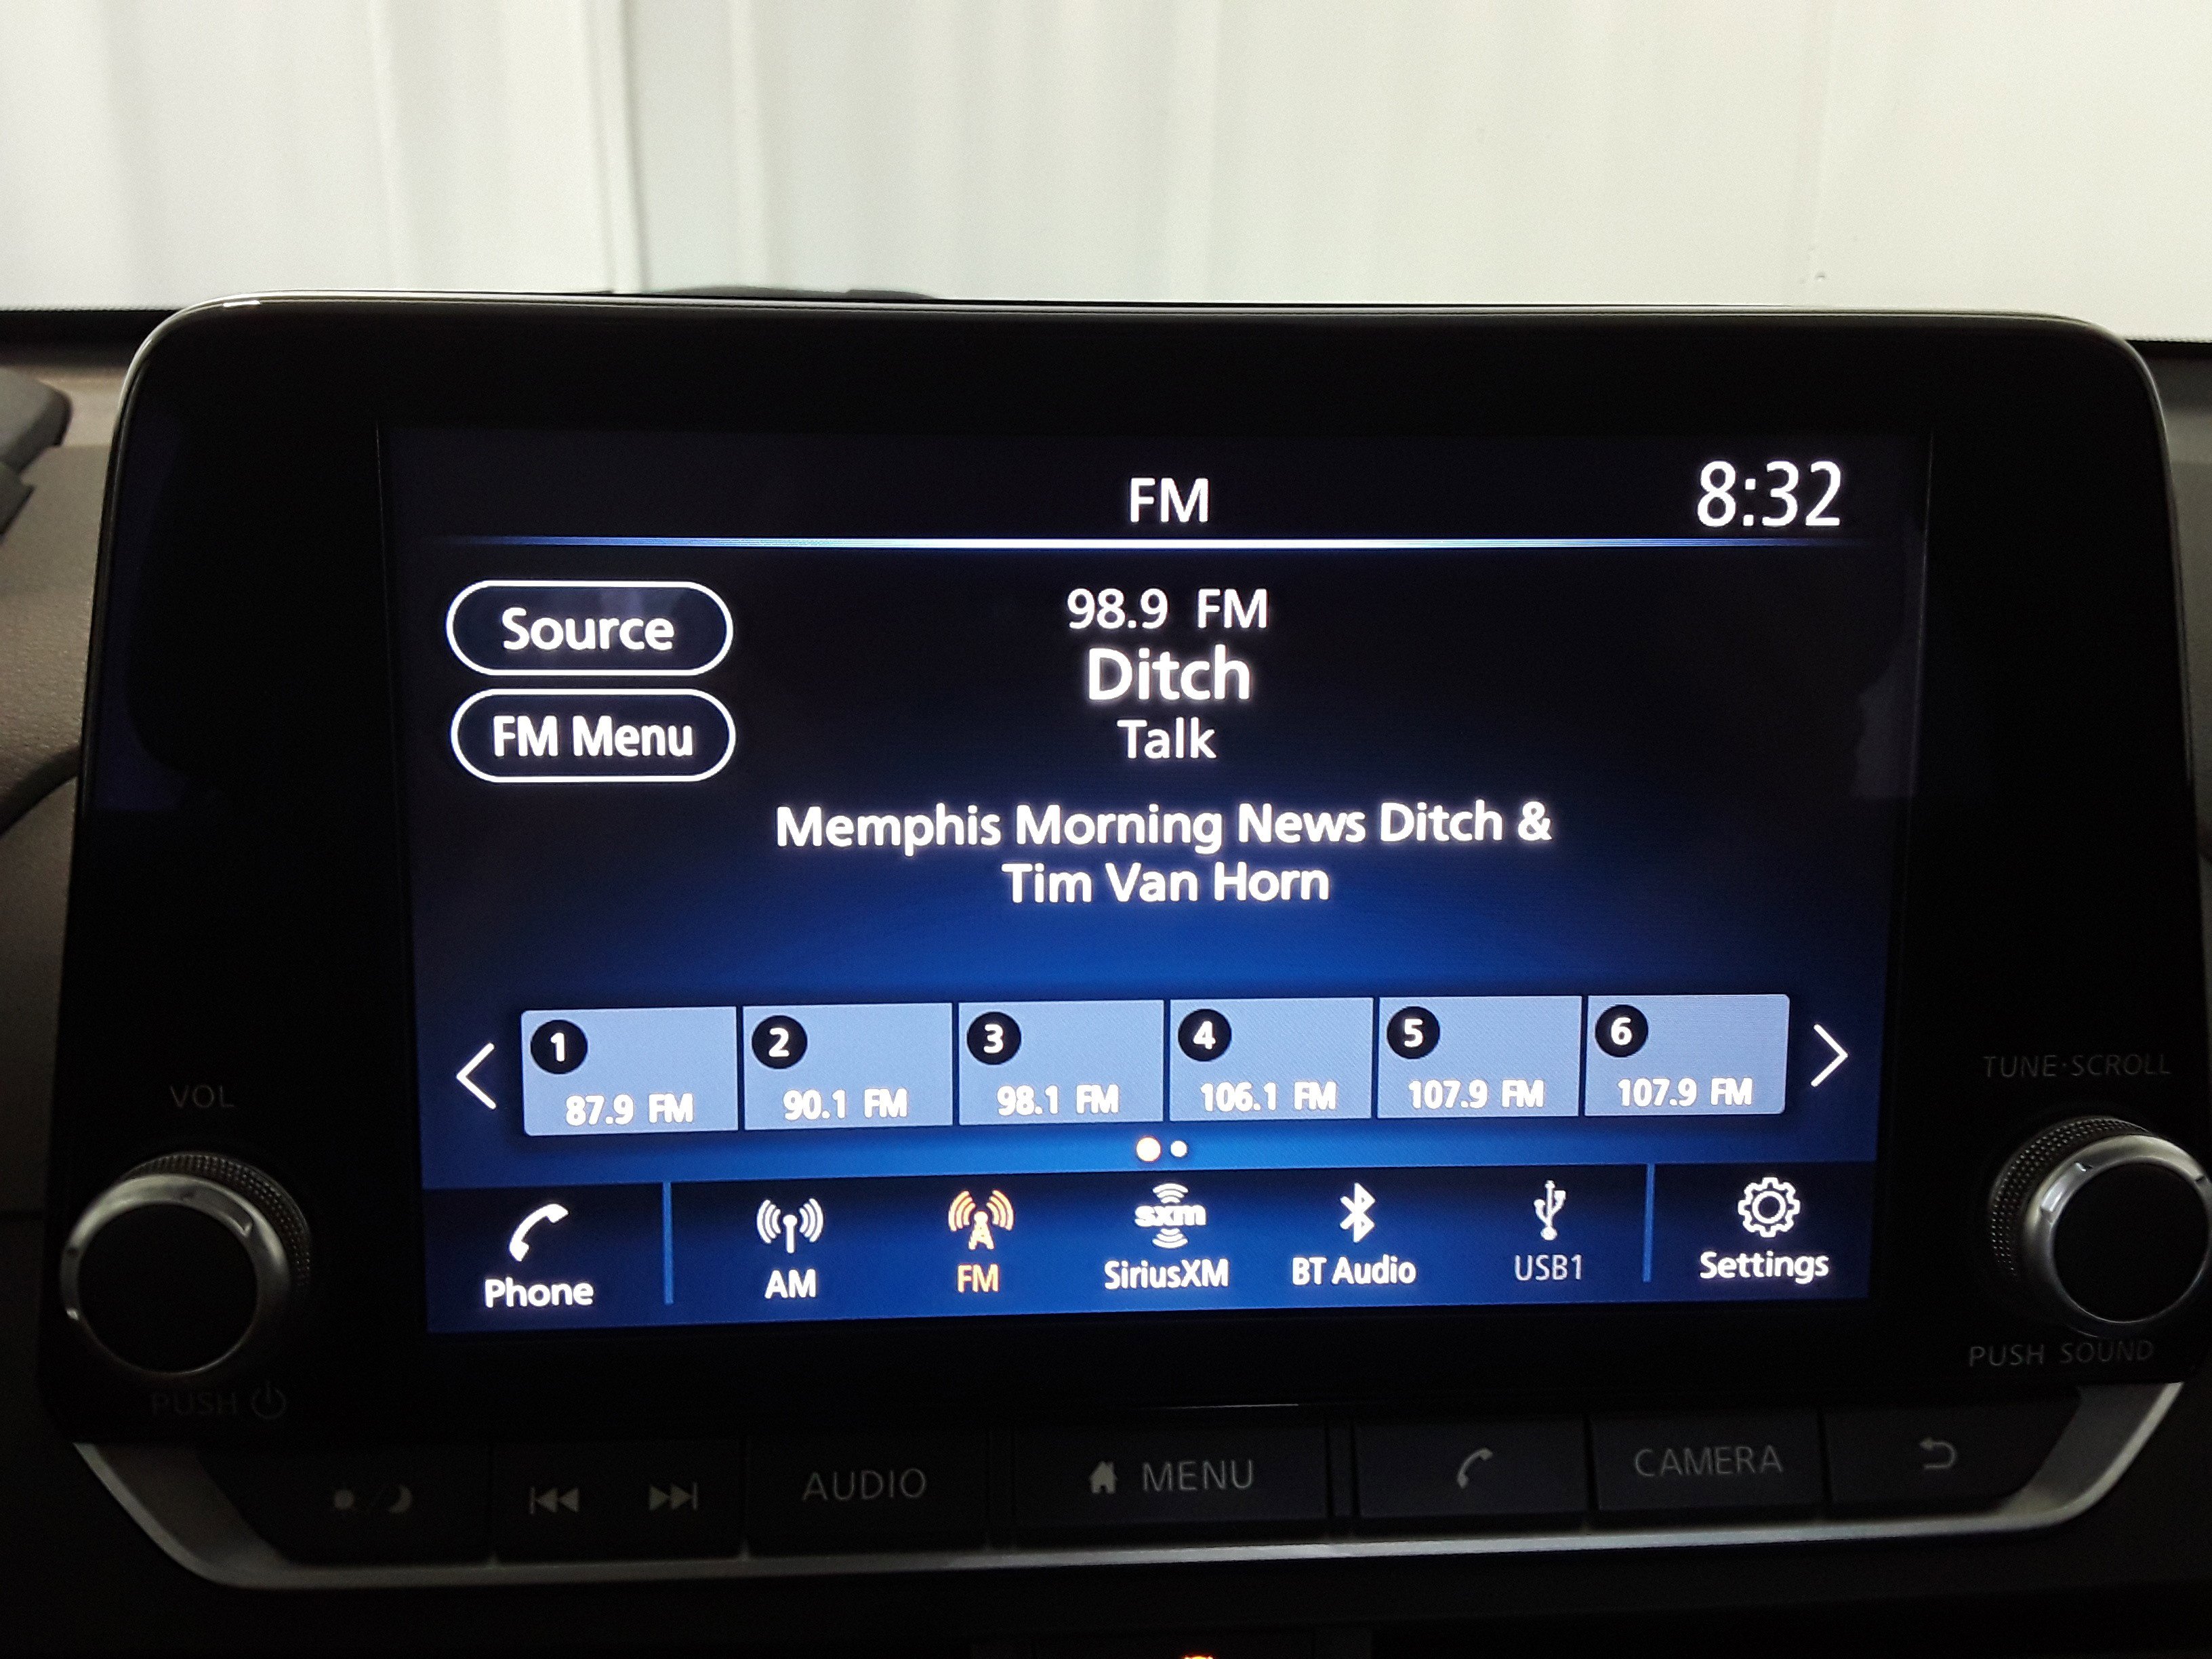 FM
8:32
Source
98.9 FM
Ditch
FM Menu
Talk
Memphis Morning News Ditch &
Tim Van Horn
1
2
3
4
5
6
87.9 FM
90.1 FM
98.1 FM
106.1 FM
107.9 FM
107.9 FM
VOL
TUNE·SCROLL
sxm
Phone
AM
FM
SiriusXM
BT Audio
USB1
Settings
PUSH
PUSH SOUND
AUDIO
MENU
CAMERA